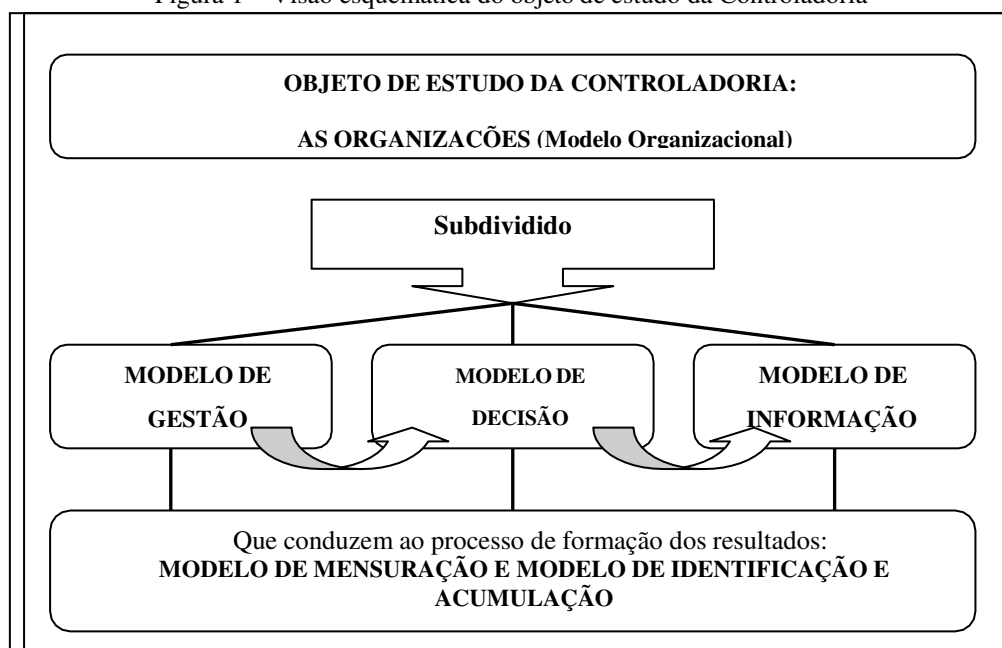 Figura 1 – Visão esquemática do objeto de estudo da Controladoria
OBJETO DE ESTUDO DA CONTROLADORIA:
AS ORGANIZACÕES (Modelo Organizacional)
Subdividido
MODELO DE
GESTÃO
MODELO DE
DECISÃO
MODELO DE
INFORMAÇÃO
Que conduzem ao processo de formação dos resultados:
MODELO DE MENSURAÇÃO E MODELO DE IDENTIFICAÇÃO E
ACUMULAÇÃO